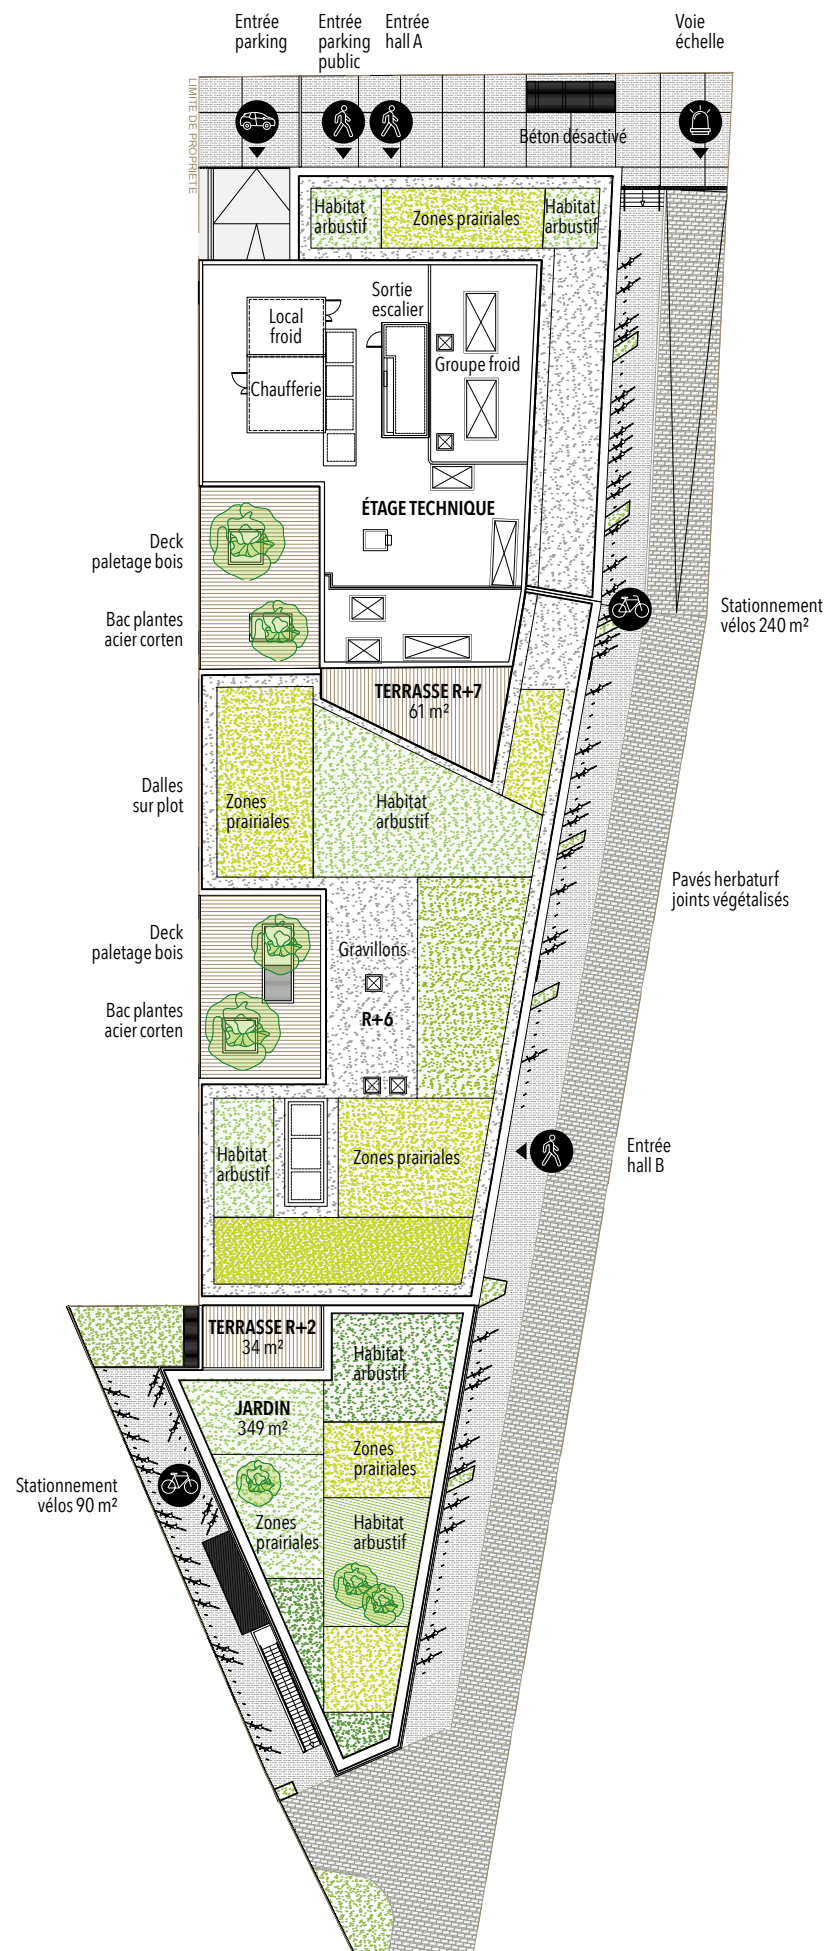 Entrée
parking
Entrée
parking
public
Entrée
hall A
Voie
échelle
LIMITE DE PROPRIETE
Béton désactivé
Habitat
arbustif
Zones prairiales
Habitat
arbustif
Local
froid
Sortie
escalier
Groupe froid
Chaufferie
ÉTAGE TECHNIQUE
Deck
paletage bois
Bac plantes
acier corten
Stationnement
vélos 240 m²
TERRASSE R+7
61 m²
Dalles
sur plot
Zones
prairiales
Habitat
arbustif
Pavés herbaturf
joints végétalisés
Deck
paletage bois
Gravillons
Bac plantes
acier corten
R+6
Habitat
arbustif
Zones prairiales
Entrée
hall B
TERRASSE R+2
34 m²
Habitat
arbustif
JARDIN
349 m²
Zones
prairiales
Stationnement
vélos 90 m²
Zones
prairiales
Habitat
arbustif